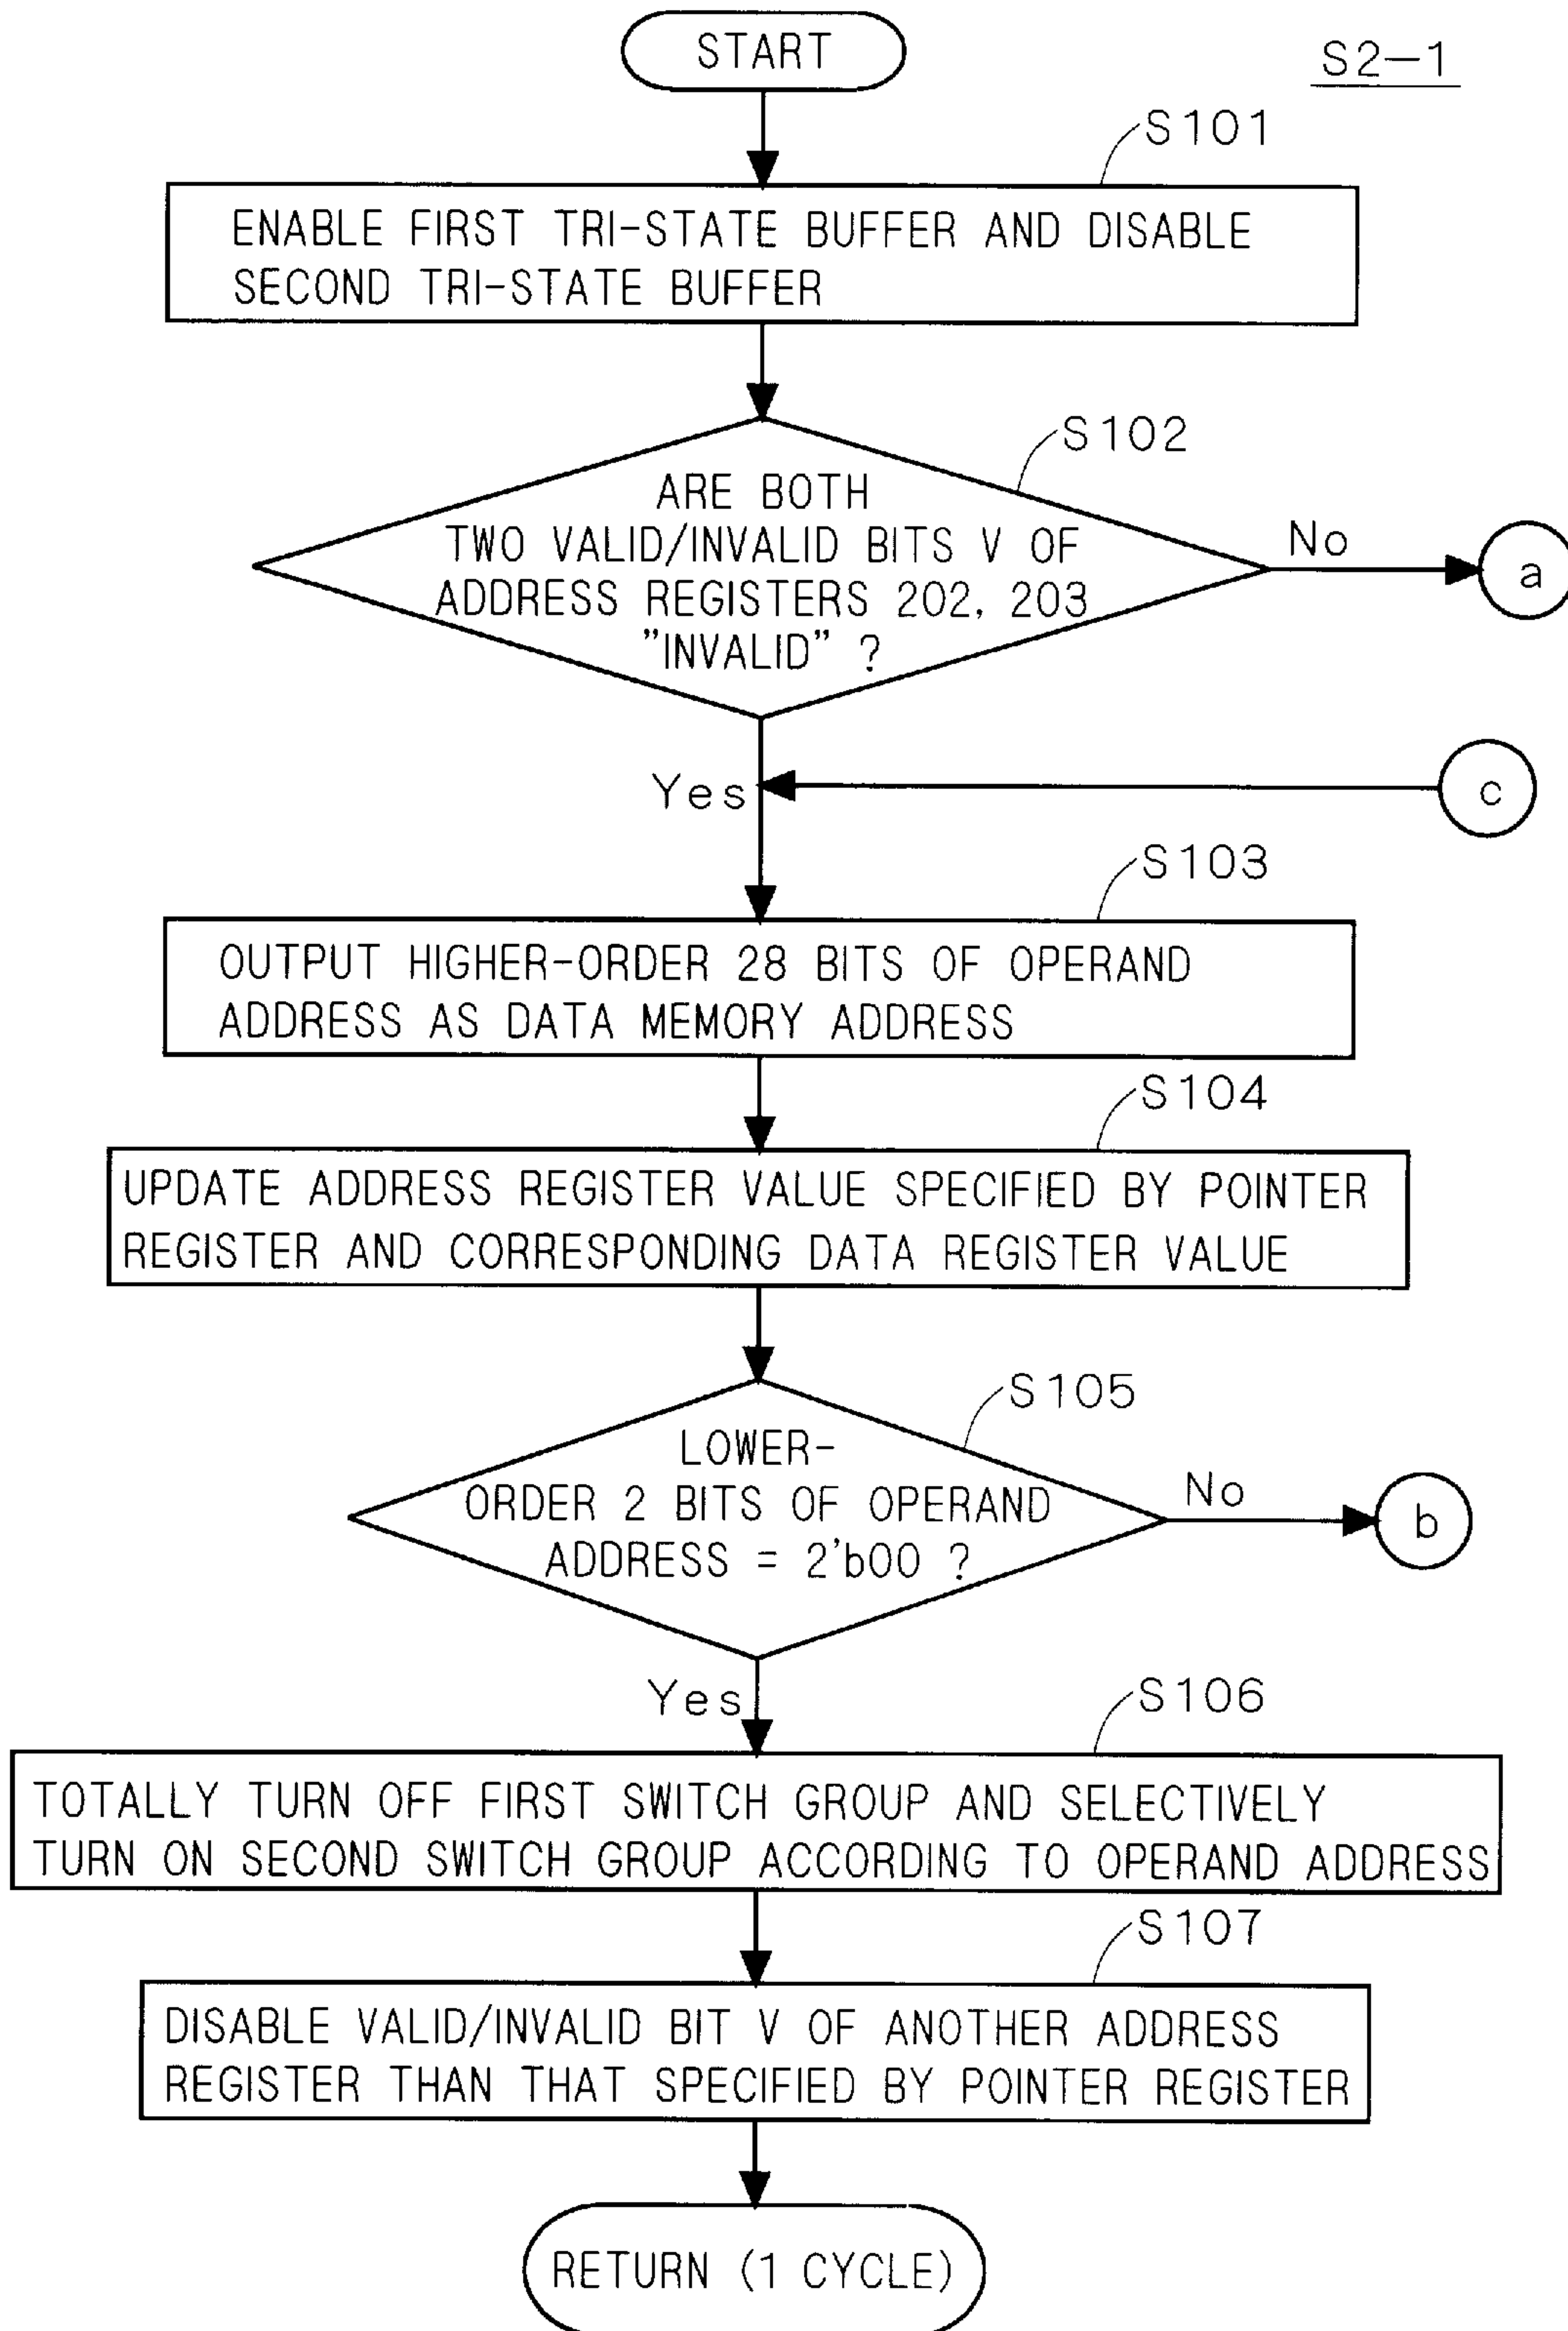 START
S2-1
S101
ENABLE FIRST TRI-STATE BUFFER AND DISABLE
SECOND TRI-STATE BUFFER
S102
ARE BOTH
TWO VALID/INVALID BITS V OF
ADDRESS REGISTERS 202, 203
"INVALID" ?
No
a
Yes
c
S103
OUTPUT HIGHER-ORDER 28 BITS OF OPERAND
ADDRESS AS DATA MEMORY ADDRESS
S104
UPDATE ADDRESS REGISTER VALUE SPECIFIED BY POINTER
REGISTER AND CORRESPONDING DATA REGISTER VALUE
S105
LOWER-
ORDER 2 BITS OF OPERAND
ADDRESS = 2'b00 ?
No
b
Yes
S106
TOTALLY TURN OFF FIRST SWITCH GROUP AND SELECTIVELY
TURN ON SECOND SWITCH GROUP ACCORDING TO OPERAND ADDRESS
S107
DISABLE VALID/INVALID BIT V OF ANOTHER ADDRESS
REGISTER THAN THAT SPECIFIED BY POINTER REGISTER
RETURN (1 CYCLE)